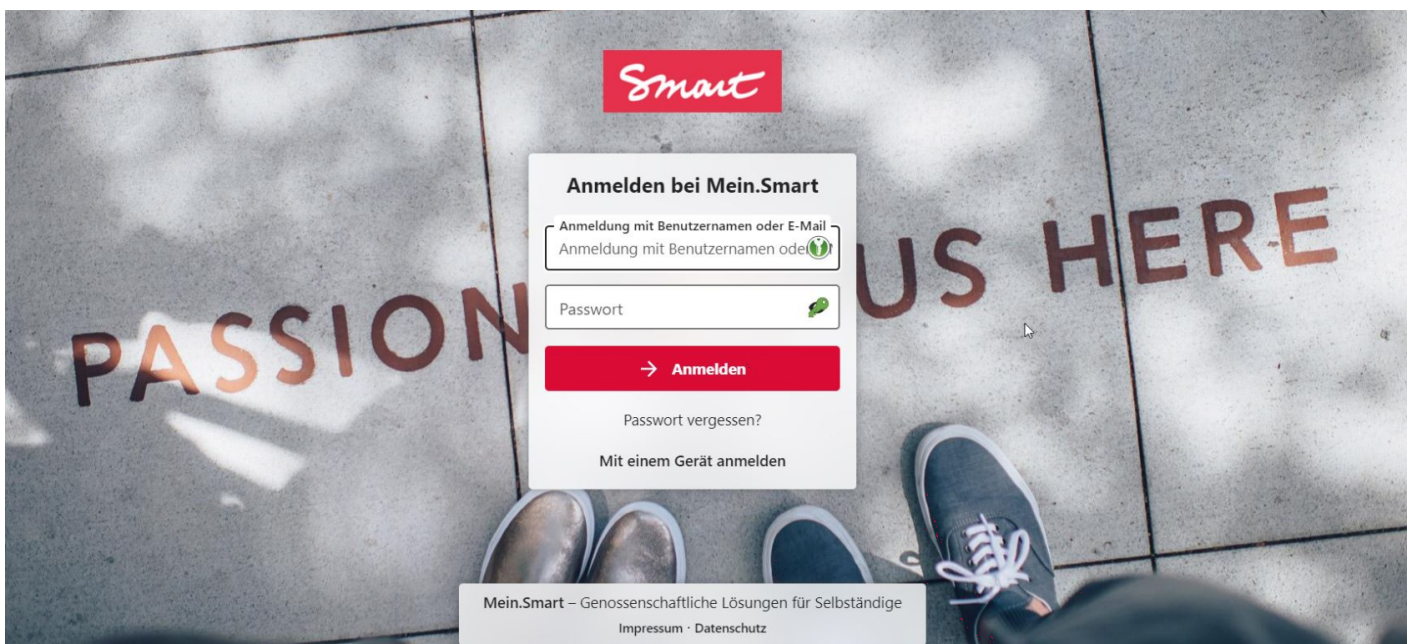 Smart
Anmelden bei Mein.Smart
Anmeldung mit Benutzernamen oder E-Mail
Anmeldung mit Benutzernamen oder
PASSION US HERE
Passwort
→ Anmelden
Passwort vergessen?
Mit einem Gerät anmelden
Mein.Smart – Genossenschaftliche Lösungen für Selbständige
Impressum · Datenschutz